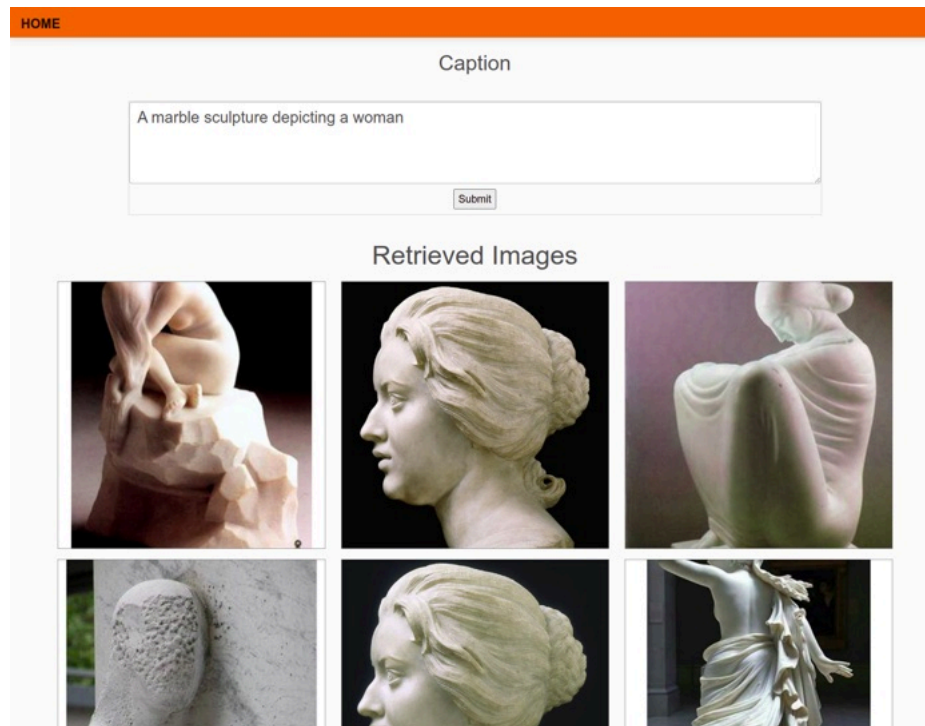 HOME
Caption
A marble sculpture depicting a woman
Submit
Retrieved Images